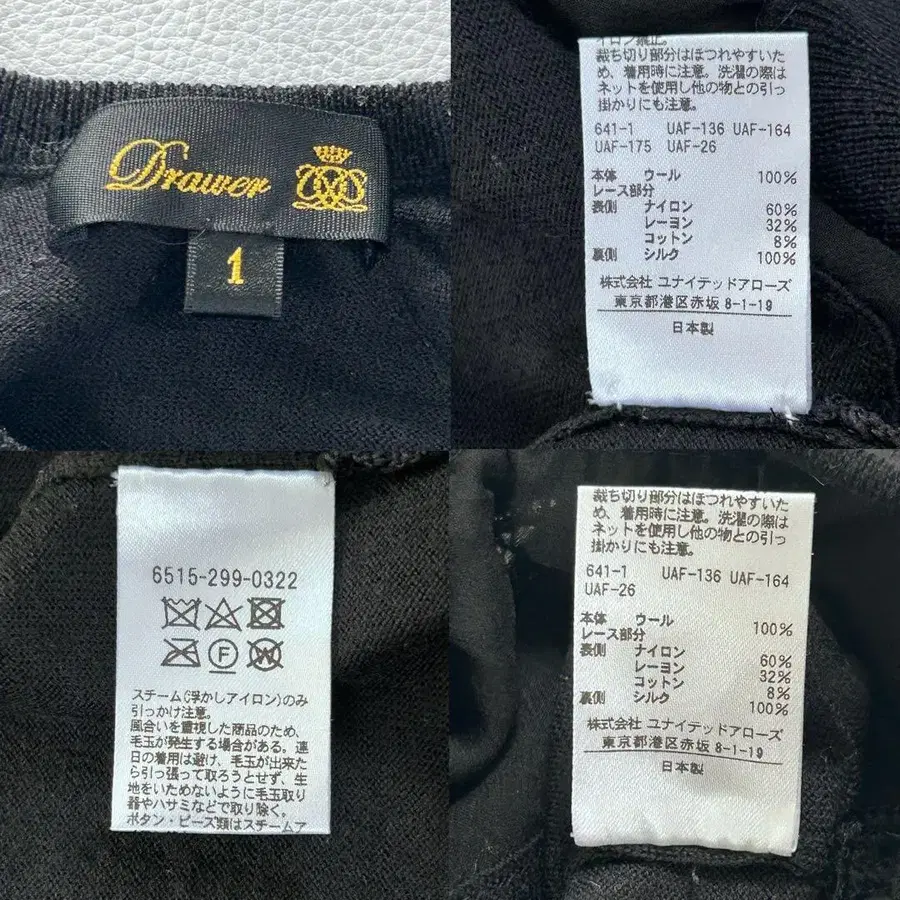 Drawer
1
イロン禁止。
裁ち切り部分はほつれやすいた
め、着用時に注意。洗濯の際は
ネットを使用し他の物との引っ
掛かりにも注意。
641-1 UAF-136 UAF-164
UAF-175 UAF-26
本体 ウール 100%
レース部分
表側 ナイロン 60%
レーヨン 32%
コットン 8%
裏側 シルク 100%
株式会社 ユナイテッドアローズ
東京都港区赤坂 8-1-19
日本製
6515-299-0322
F
W
スチーム(浮かしアイロン)のみ
引っかけ注意。
風合いを重視した商品のため、
毛玉が発生する場合がある。連
日の着用は避け、毛玉が出来た
ら引っ張って取ろうとせず、生
地をいためないように毛玉取り
器やハサミなどで取り除く。
ボタン・ビーズ類はスチームア
裁ち切り部分はほつれやすいた
め、着用時に注意。洗濯の際は
ネットを使用し他の物との引っ
掛かりにも注意。
641-1 UAF-136 UAF-164
UAF-26
本体 ウール 100%
レース部分
表側 ナイロン 60%
レーヨン 32%
コットン 8%
裏側 シルク 100%
株式会社 ユナイテッドアローズ
東京都港区赤坂 8-1-19
日本製